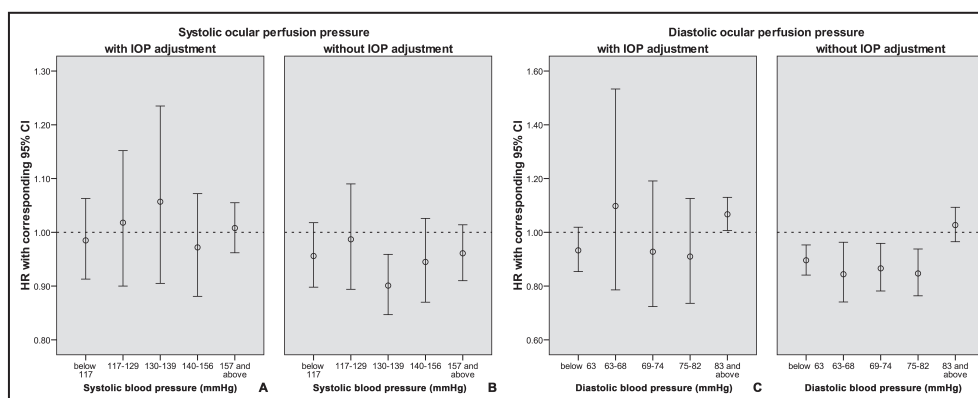 Systolic ocular perfusion pressure
Diastolic ocular perfusion pressure
with IOP adjustment
without IOP adjustment
with IOP adjustment
without IOP adjustment
HR with corresponding 95% CI
1.30
1.20
1.10
1.00
0.90
0.80
HR with corresponding 95% CI
1.60
1.40
1.20
1.00
0.80
0.60
below 117
117-129
130-139
140-156
157 and above
below 117
117-129
130-139
140-156
157 and above
below 63
63-68
69-74
75-82
83 and above
below 63
63-68
69-74
75-82
83 and above
Systolic blood pressure (mmHg)
A
Systolic blood pressure (mmHg)
B
Diastolic blood pressure (mmHg)
C
Diastolic blood pressure (mmHg)
D